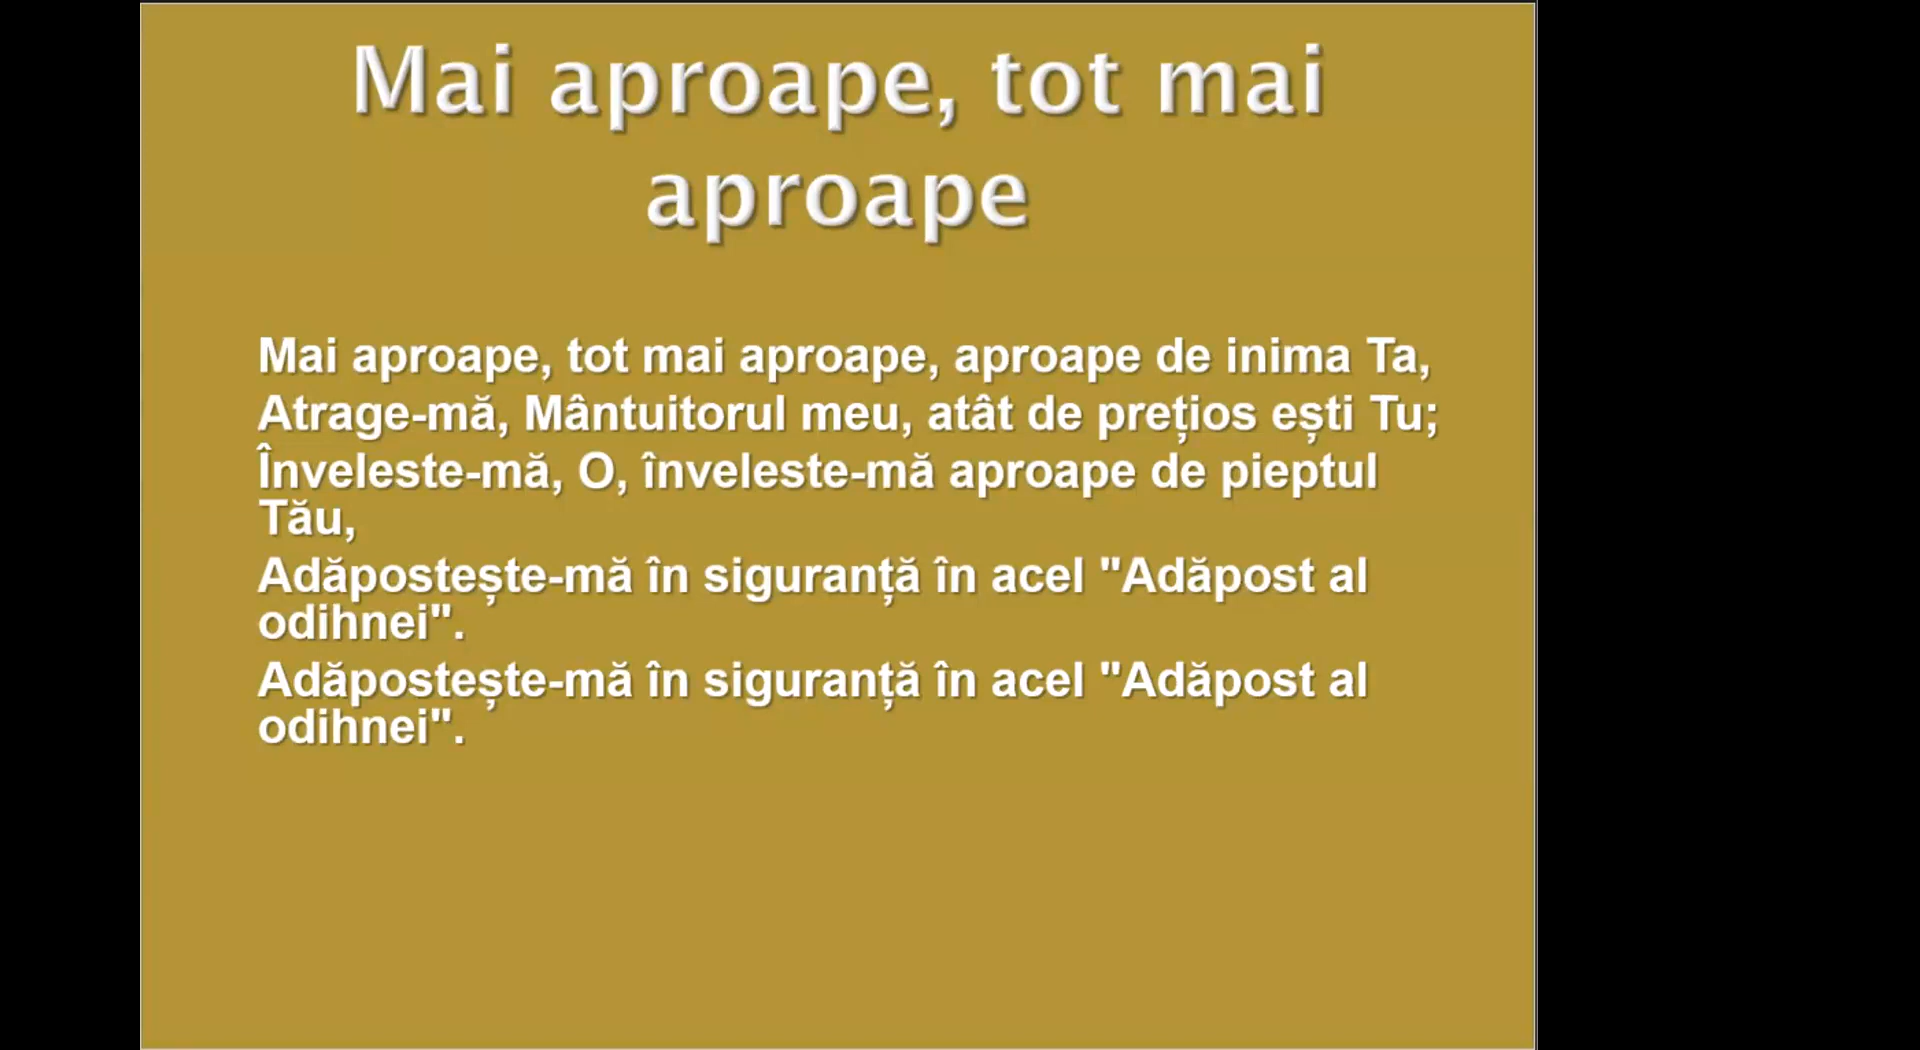 Mai aproape, tot mai
aproape
Mai aproape, tot mai aproape, aproape de inima Ta,
Atrage-mă, Mântuitorul meu, atât de prețios ești Tu;
Înveleste-mă, O, înveleste-mă aproape de pieptul
Tău,
Adăpostește-mă în siguranță în acel "Adăpost al
odihnei".
Adăpostește-mă în siguranță în acel "Adăpost al
odihnei".